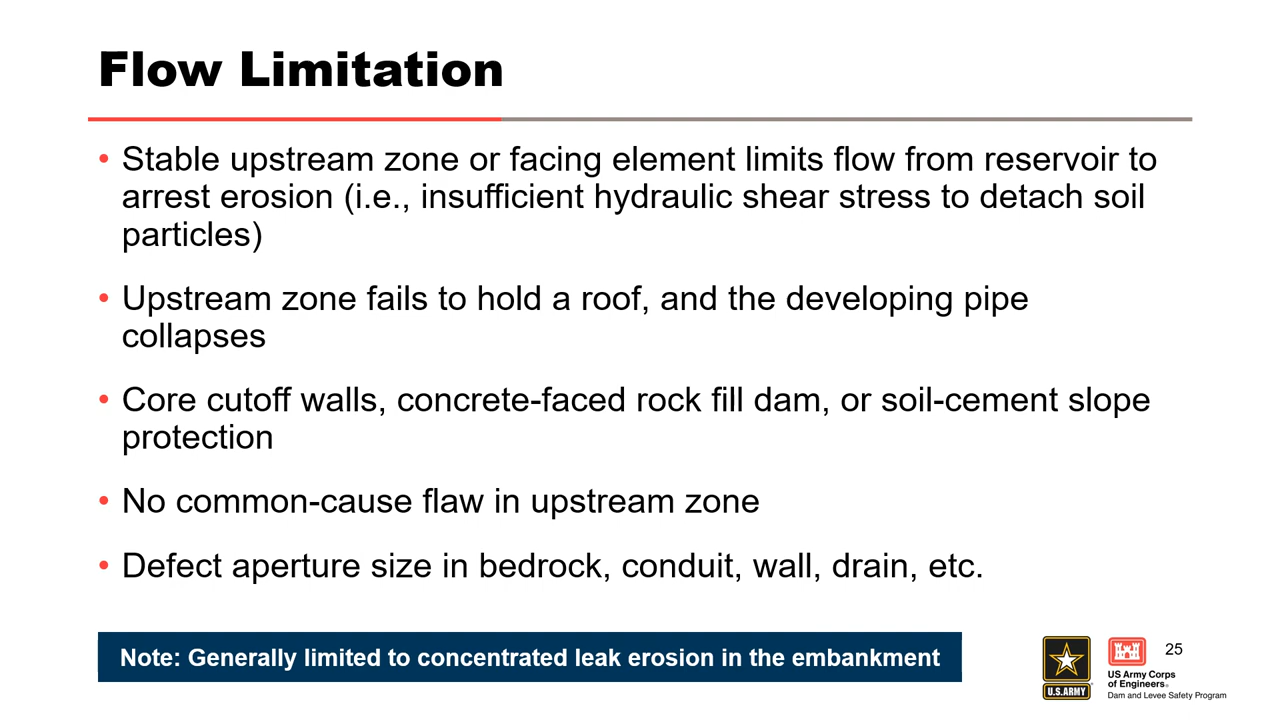 Flow Limitation
• Stable upstream zone or facing element limits flow from reservoir to
arrest erosion (i.e., insufficient hydraulic shear stress to detach soil
particles)
• Upstream zone fails to hold a roof, and the developing pipe
collapses
• Core cutoff walls, concrete-faced rock fill dam, or soil-cement slope
protection
• No common-cause flaw in upstream zone
• Defect aperture size in bedrock, conduit, wall, drain, etc.
Note: Generally limited to concentrated leak erosion in the embankment
U.S.ARMY
US Army Corps
of Engineers®
Dam and Levee Safety Program
25